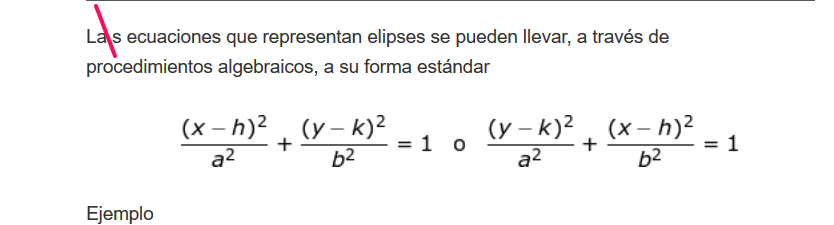 Las ecuaciones que representan elipses se pueden llevar, a través de
procedimientos algebraicos, a su forma estándar
(x – h)²/a² + (y – k)²/b² = 1 o (y – k)²/a² + (x – h)²/b² = 1
Ejemplo